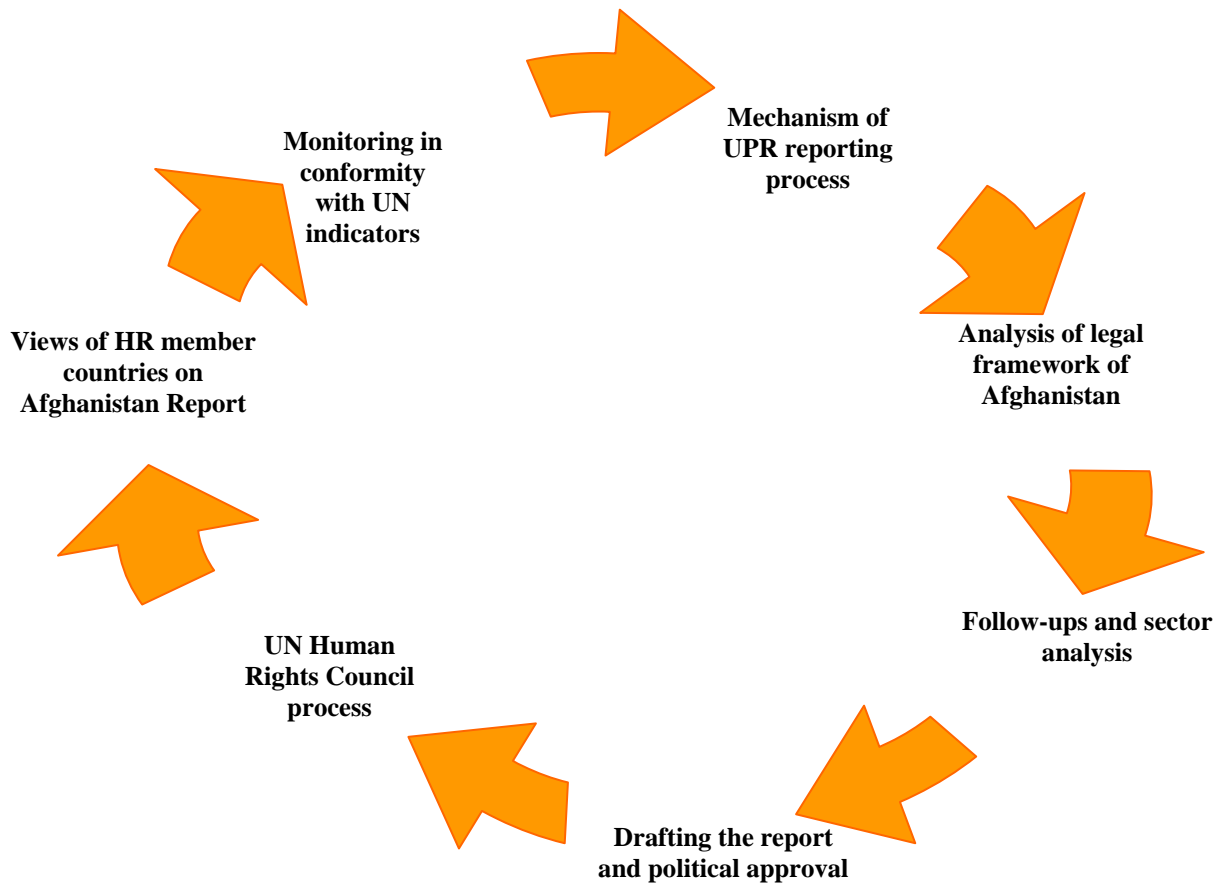 Mechanism of
UPR reporting
process
Analysis of legal
framework of
Afghanistan
Follow-ups and sector
analysis
Drafting the report
and political approval
UN Human
Rights Council
process
Views of HR member
countries on
Afghanistan Report
Monitoring in
conformity
with UN
indicators